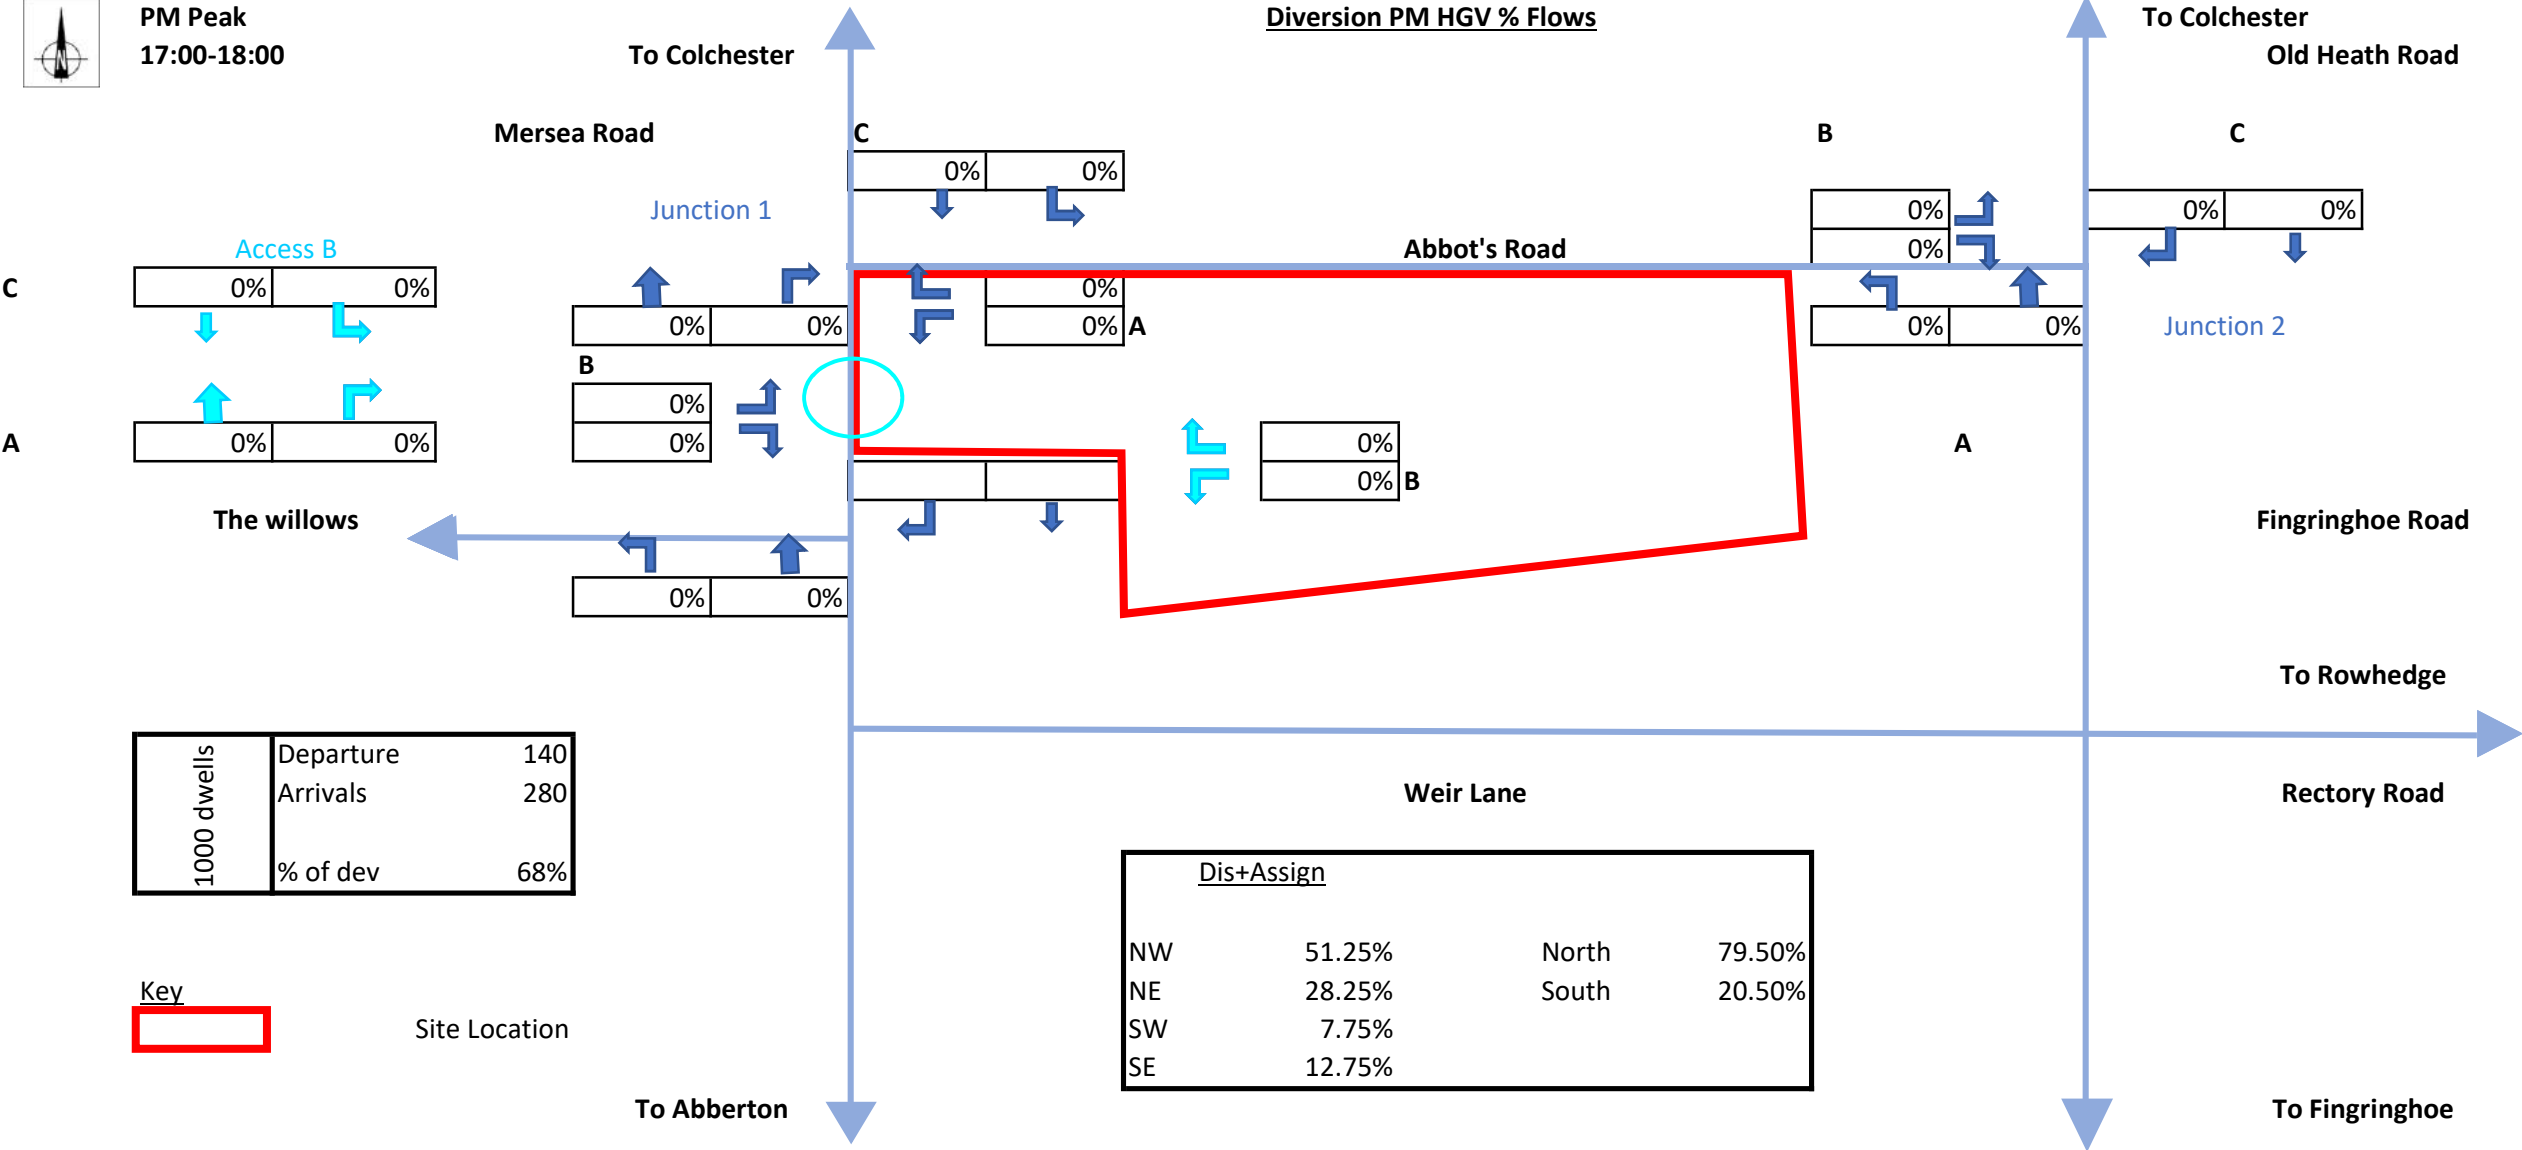 PM Peak
Diversion PM HGV % Flows
To Colchester
17:00-18:00
To Colchester
Old Heath Road
Mersea Road
C
B
C
0% 0%
Junction 1
0%
0% 0%
Access B
Abbot's Road
0%
C
0% 0%
0%
0% 0%
0% A
0% 0%
Junction 2
B
0%
A
0% 0%
0%
0%
A
0% B
The willows
Fingringhoe Road
0% 0%
To Rowhedge
1000 dwells
Departure 140
Arrivals 280
% of dev 68%
Weir Lane
Rectory Road
Dis+Assign
NW 51.25% North 79.50%
NE 28.25% South 20.50%
SW 7.75%
SE 12.75%
Key
Site Location
To Abberton
To Fingringhoe